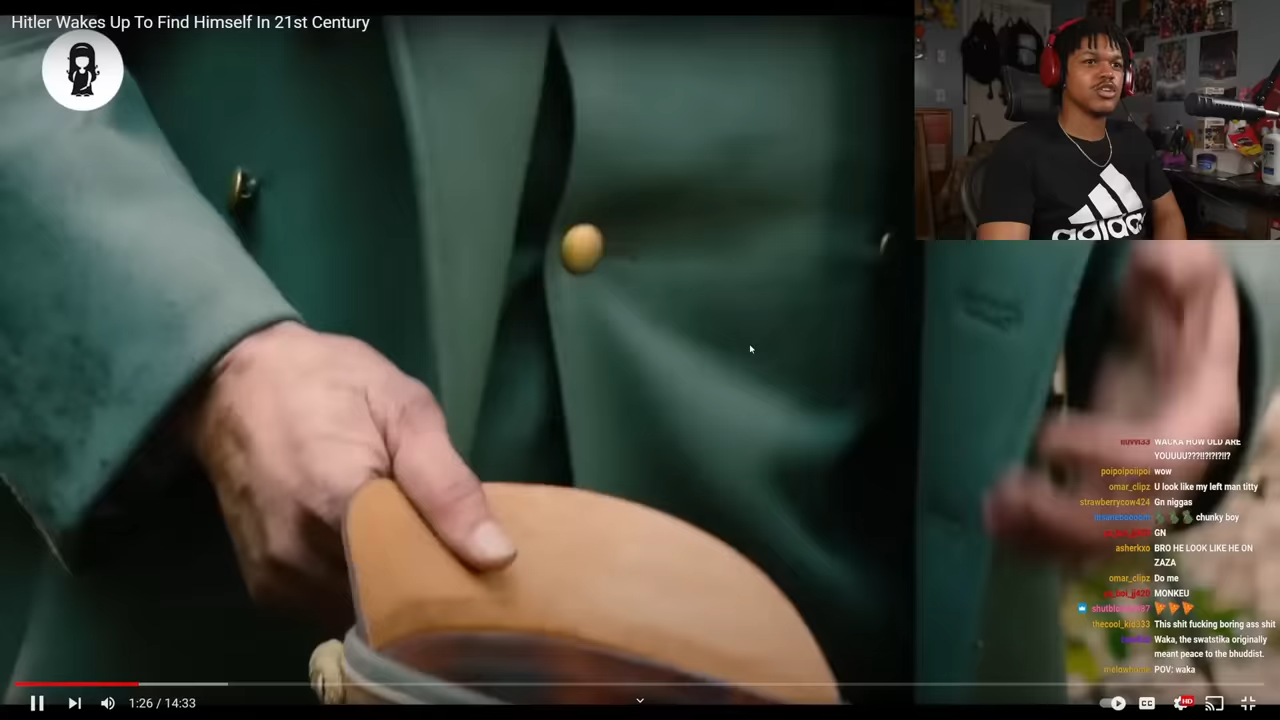 Hitler Wakes Up To Find Himself In 21st Century
adidas
WACKA HOW OLD ARE
YOUUUU???!!?!?!?!!?
poipoipoiipoi wow
omar_clipz U look like my left man titty
strawberrycow424 Gn niggas
chunky boy
GN
asherkxo BRO HE LOOK LIKE HE ON
ZAZA
omar_clipz Do me
MONKEU
thecool_kid333 This shit fucking boring ass shit
Waka, the swatstika originally
meant peace to the bhuddist.
POV: waka
1:26 / 14:33
CC
HD